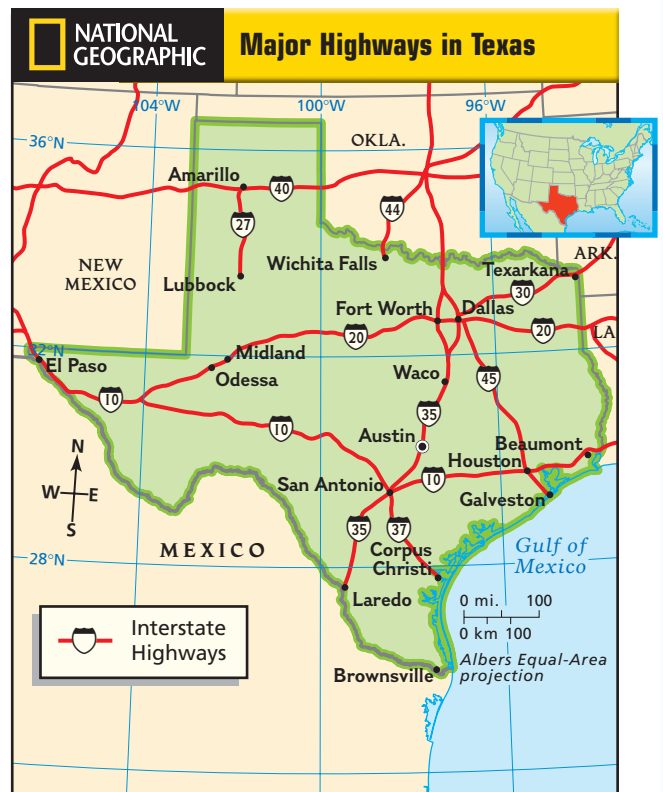 NATIONAL
GEOGRAPHIC
Major Highways in Texas
104°W
100°W
96°W
36°N
OKLA.
Amarillo
40
44
27
NEW
MEXICO
Lubbock
Wichita Falls
ARK.
Texarkana
30
Fort Worth
Dallas
20
20
LA
32°N
El Paso
Midland
Odessa
Waco
45
10
35
10
Austin
Beaumont
Houston
N
W
E
S
San Antonio
10
Galveston
35
37
MEXICO
Corpus
Christi
Gulf of
Mexico
28°N
Laredo
0 mi. 100
0 km 100
Interstate
Highways
Albers Equal-Area
projection
Brownsville